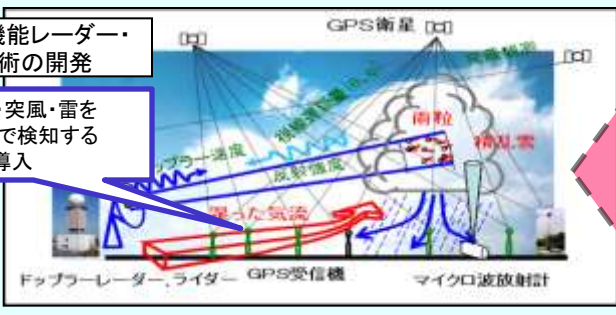 機能レーダー・
術の開発
・突風・雷を
で検知する
導入
GPS衛星
雨粒
積乱雲
ドップラー速度
反射強度
湿った気流
ドップラーレーダー、ライダー
GPS受信機
マイクロ波放射計